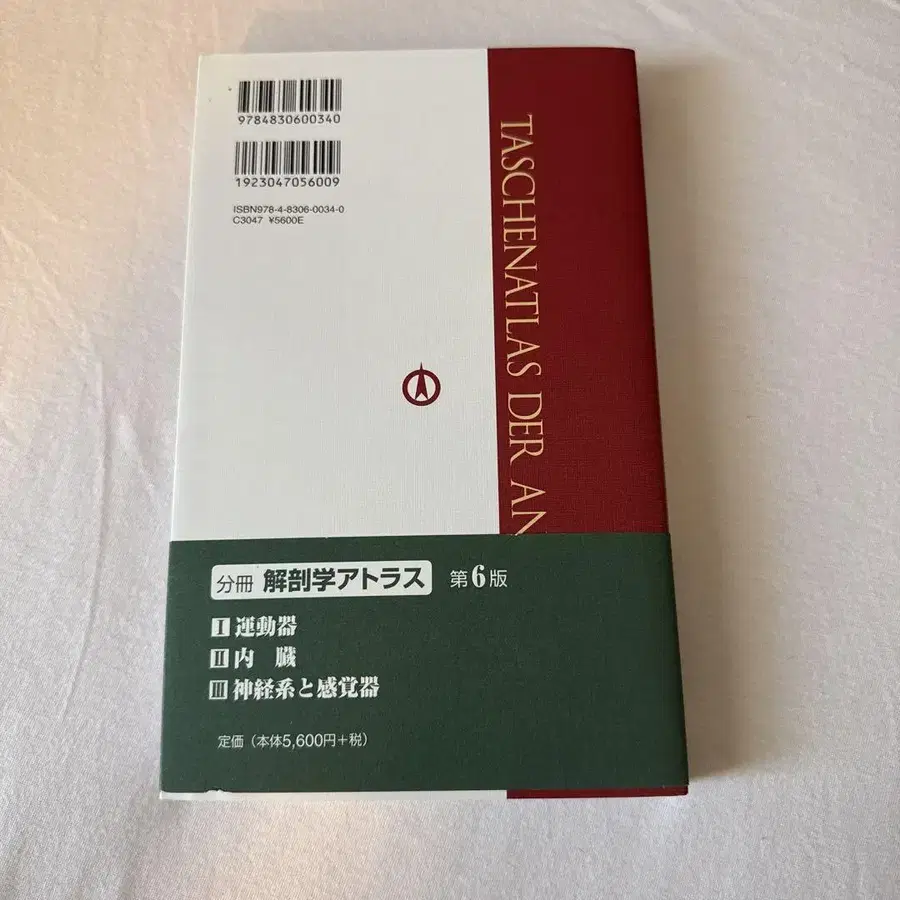 9784830600340
1923047056009
ISBN978-4-8306-0034-0
C3047 ¥5600E
TASCHENATLAS DER AN
分冊 解剖学アトラス 第6版
Ⅰ 運動器
Ⅱ 内 臓
Ⅲ 神経系と感覚器
定価（本体5,600円＋税）